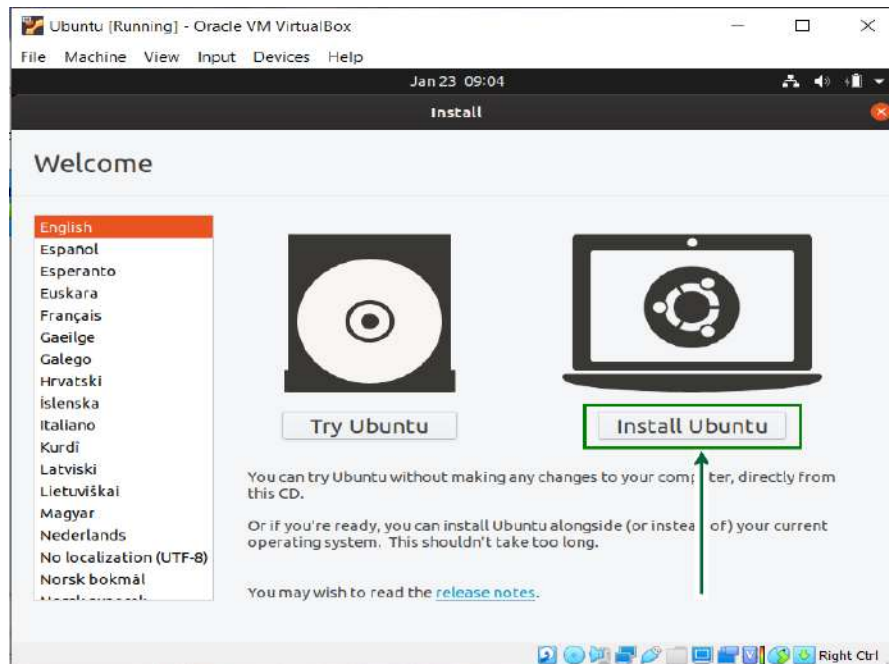 Ubuntu [Running] - Oracle VM VirtualBox
File Machine View Input Devices Help
Jan 23 09:04
Install
Welcome
English
Español
Esperanto
Euskara
Français
Gaeilge
Galego
Hrvatski
Íslenska
Italiano
Kurdî
Latviski
Lietuviškai
Magyar
Nederlands
No localization (UTF-8)
Norsk bokmål
Try Ubuntu
Install Ubuntu
You can try Ubuntu without making any changes to your computer, directly from
this CD.
Or if you're ready, you can install Ubuntu alongside (or instead of) your current
operating system. This shouldn't take too long.
You may wish to read the release notes.
Right Ctrl